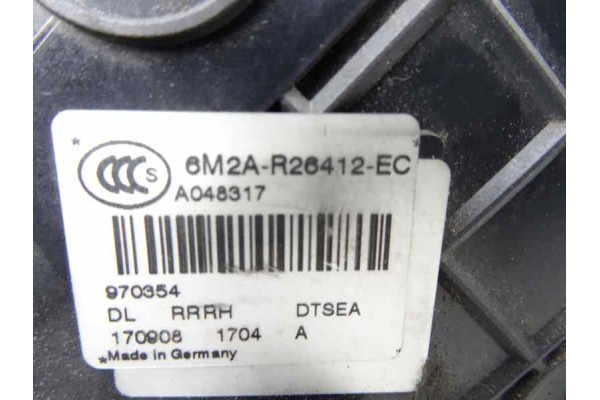 CCC S 6M2A-R26412-EC
A048317
970354
DL RRRH DTSEA
170908 1704 A
*Made in Germany